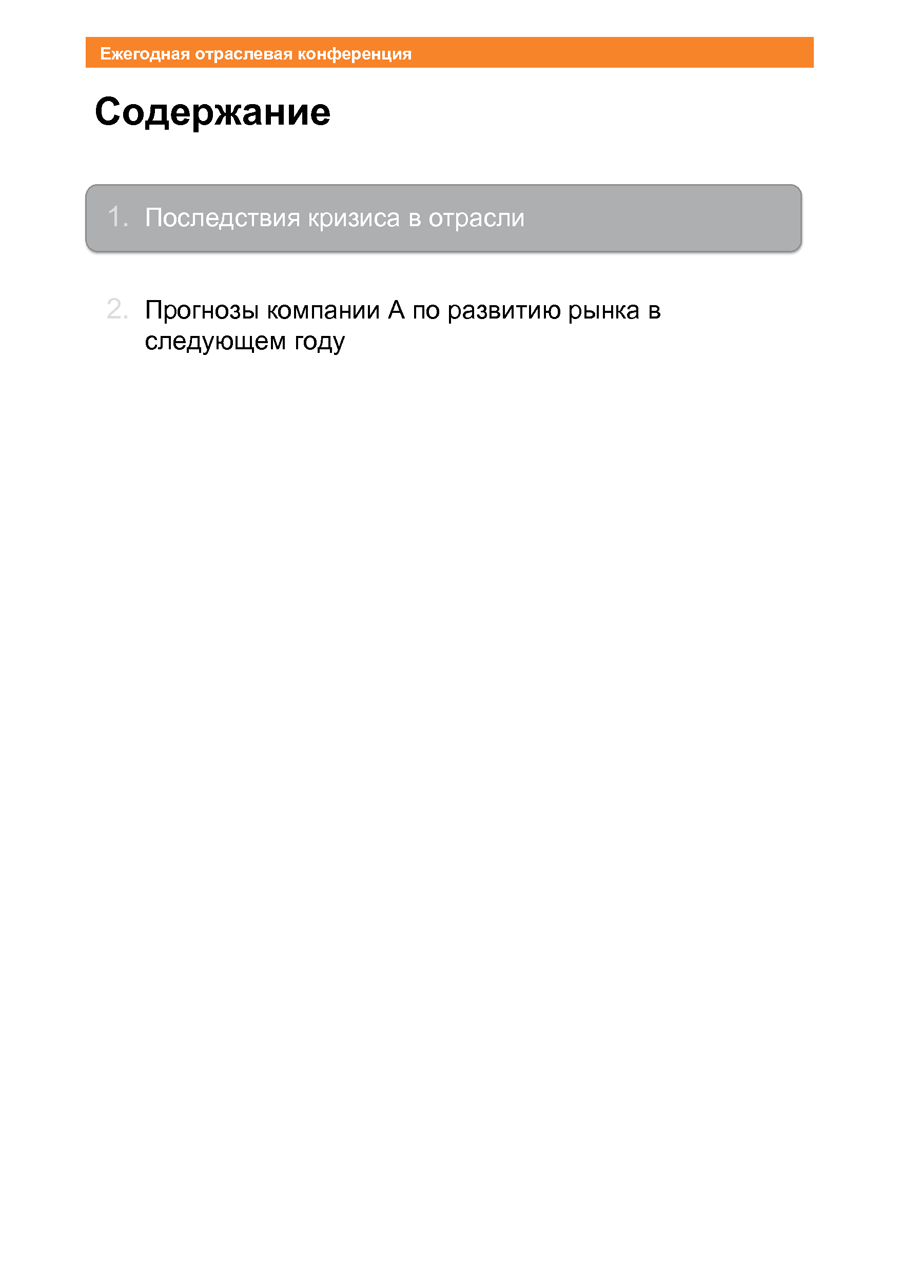 Ежегодная отраслевая конференция
Содержание
1. Последствия кризиса в отрасли
2. Прогнозы компании А по развитию рынка в
следующем году